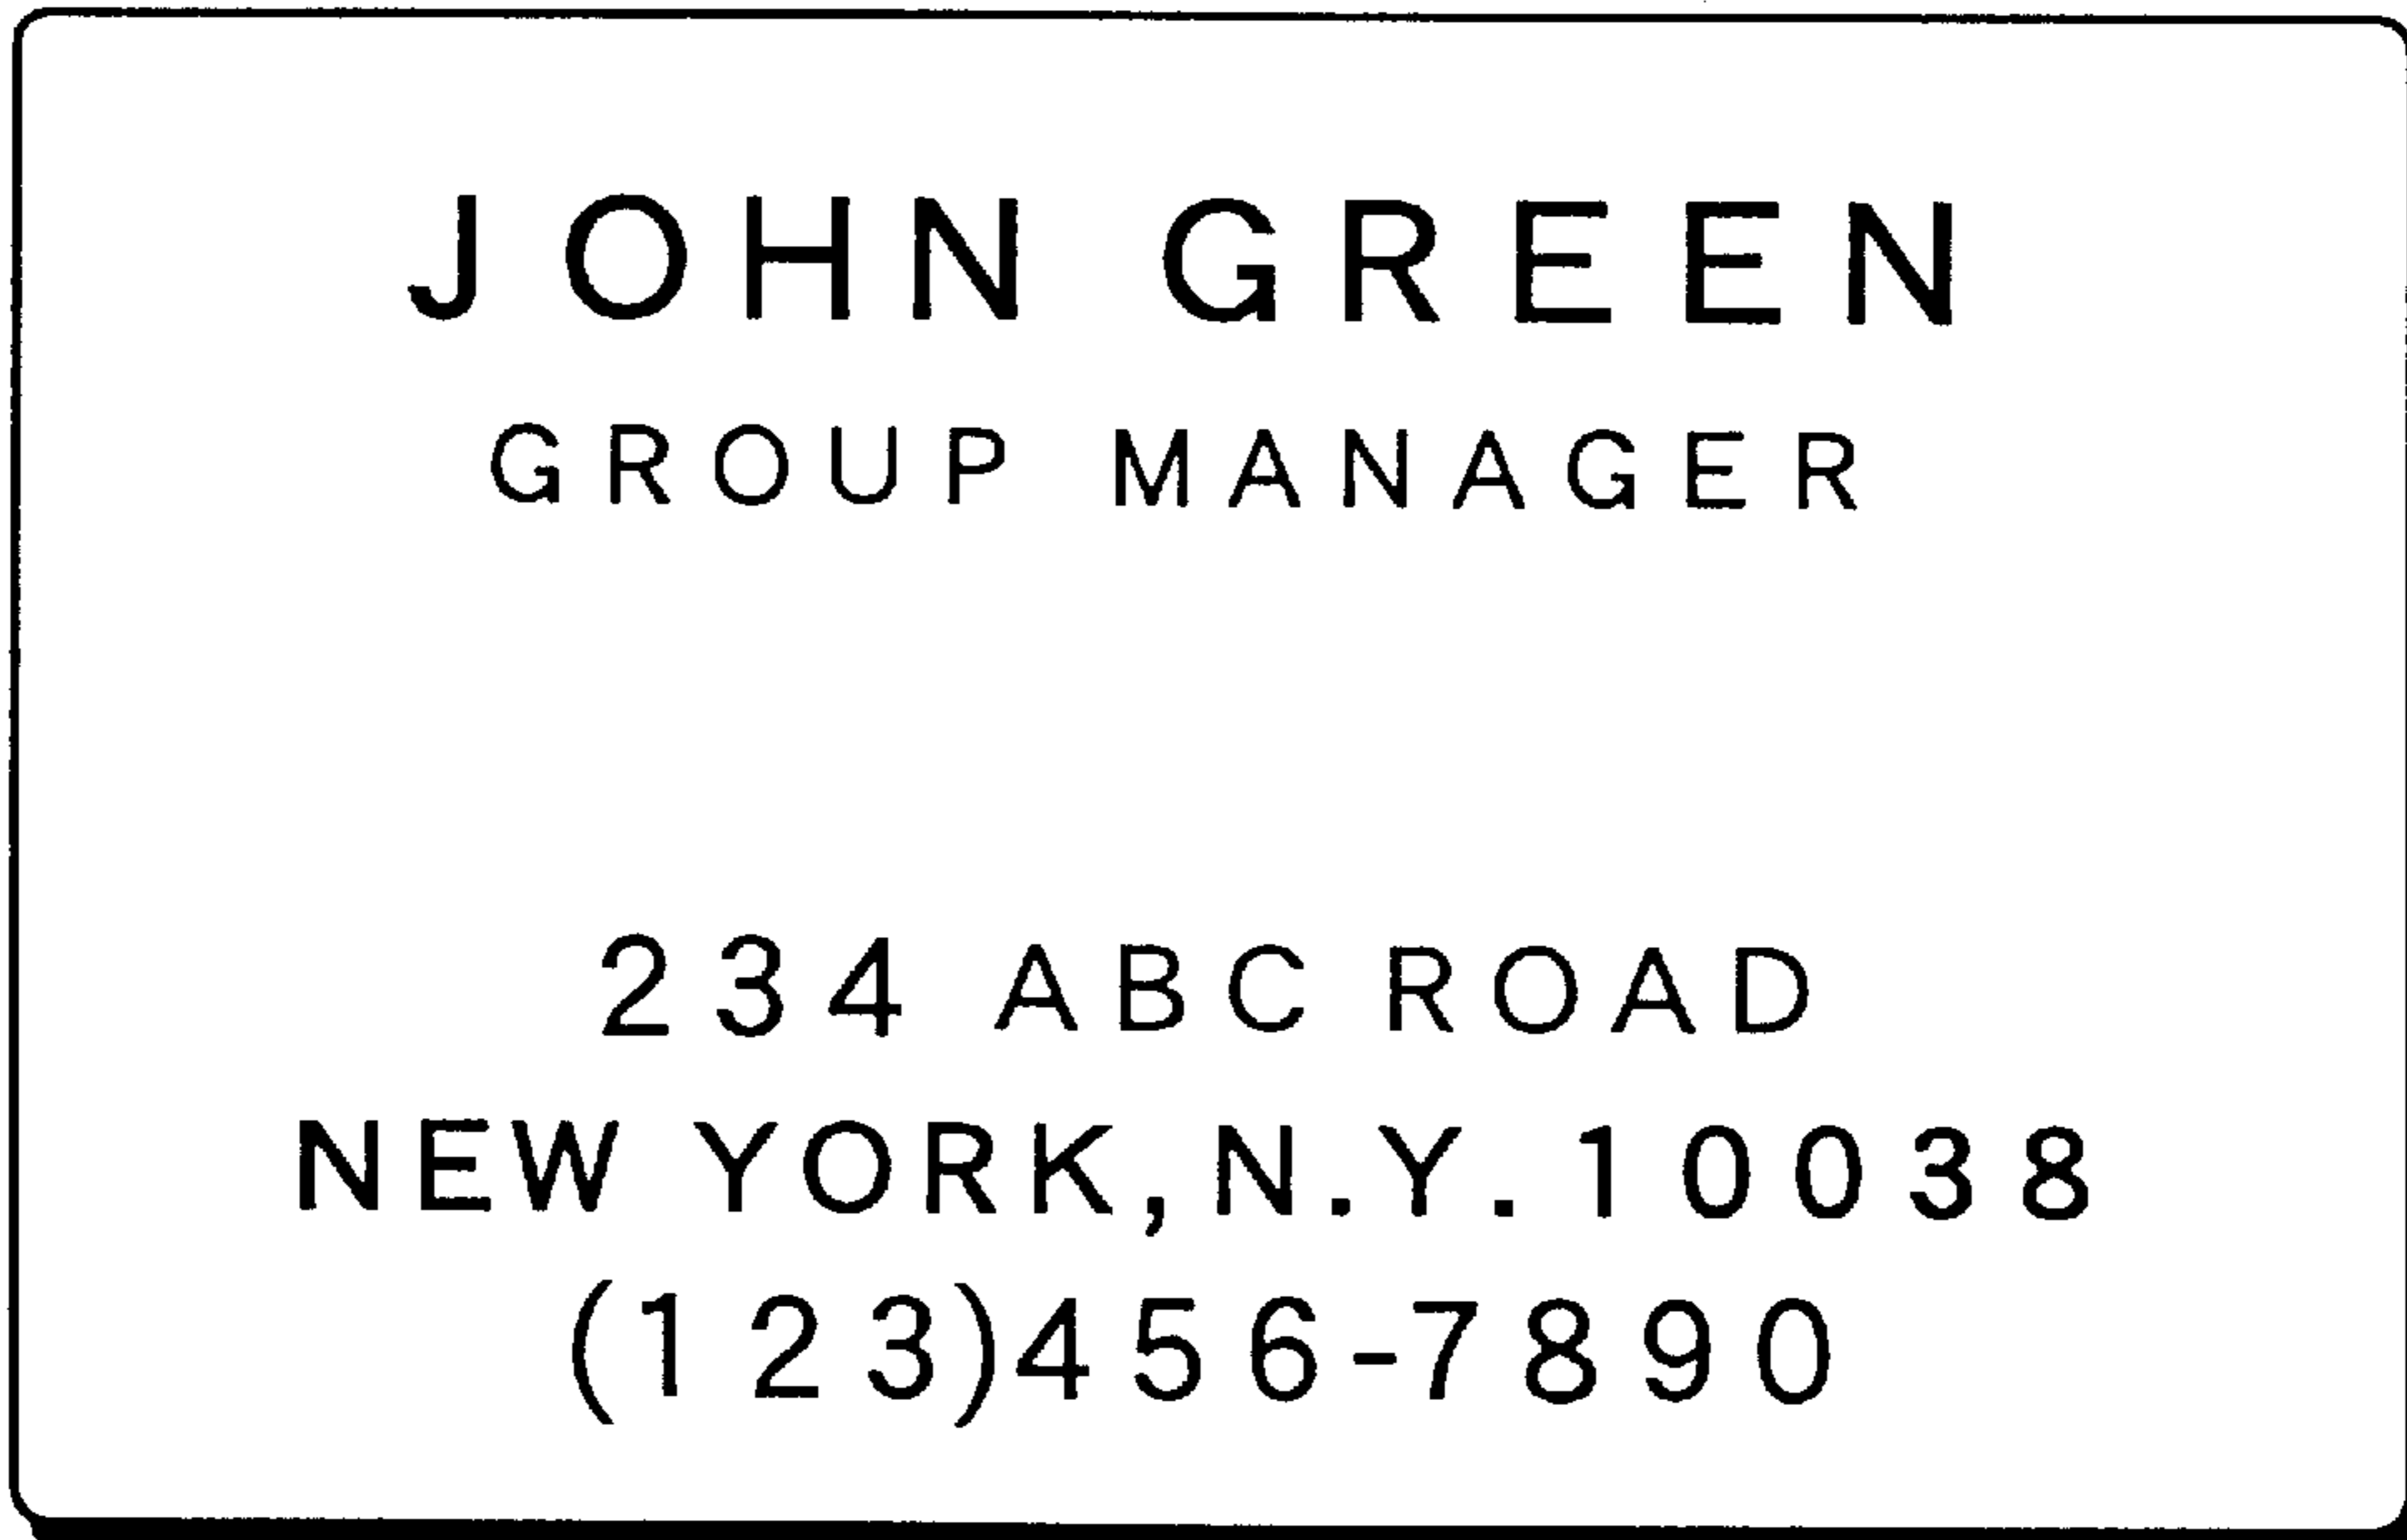 JOHN GREEN
GROUP MANAGER
234 ABC ROAD
NEW YORK,N.Y.10038
(123)456-7890